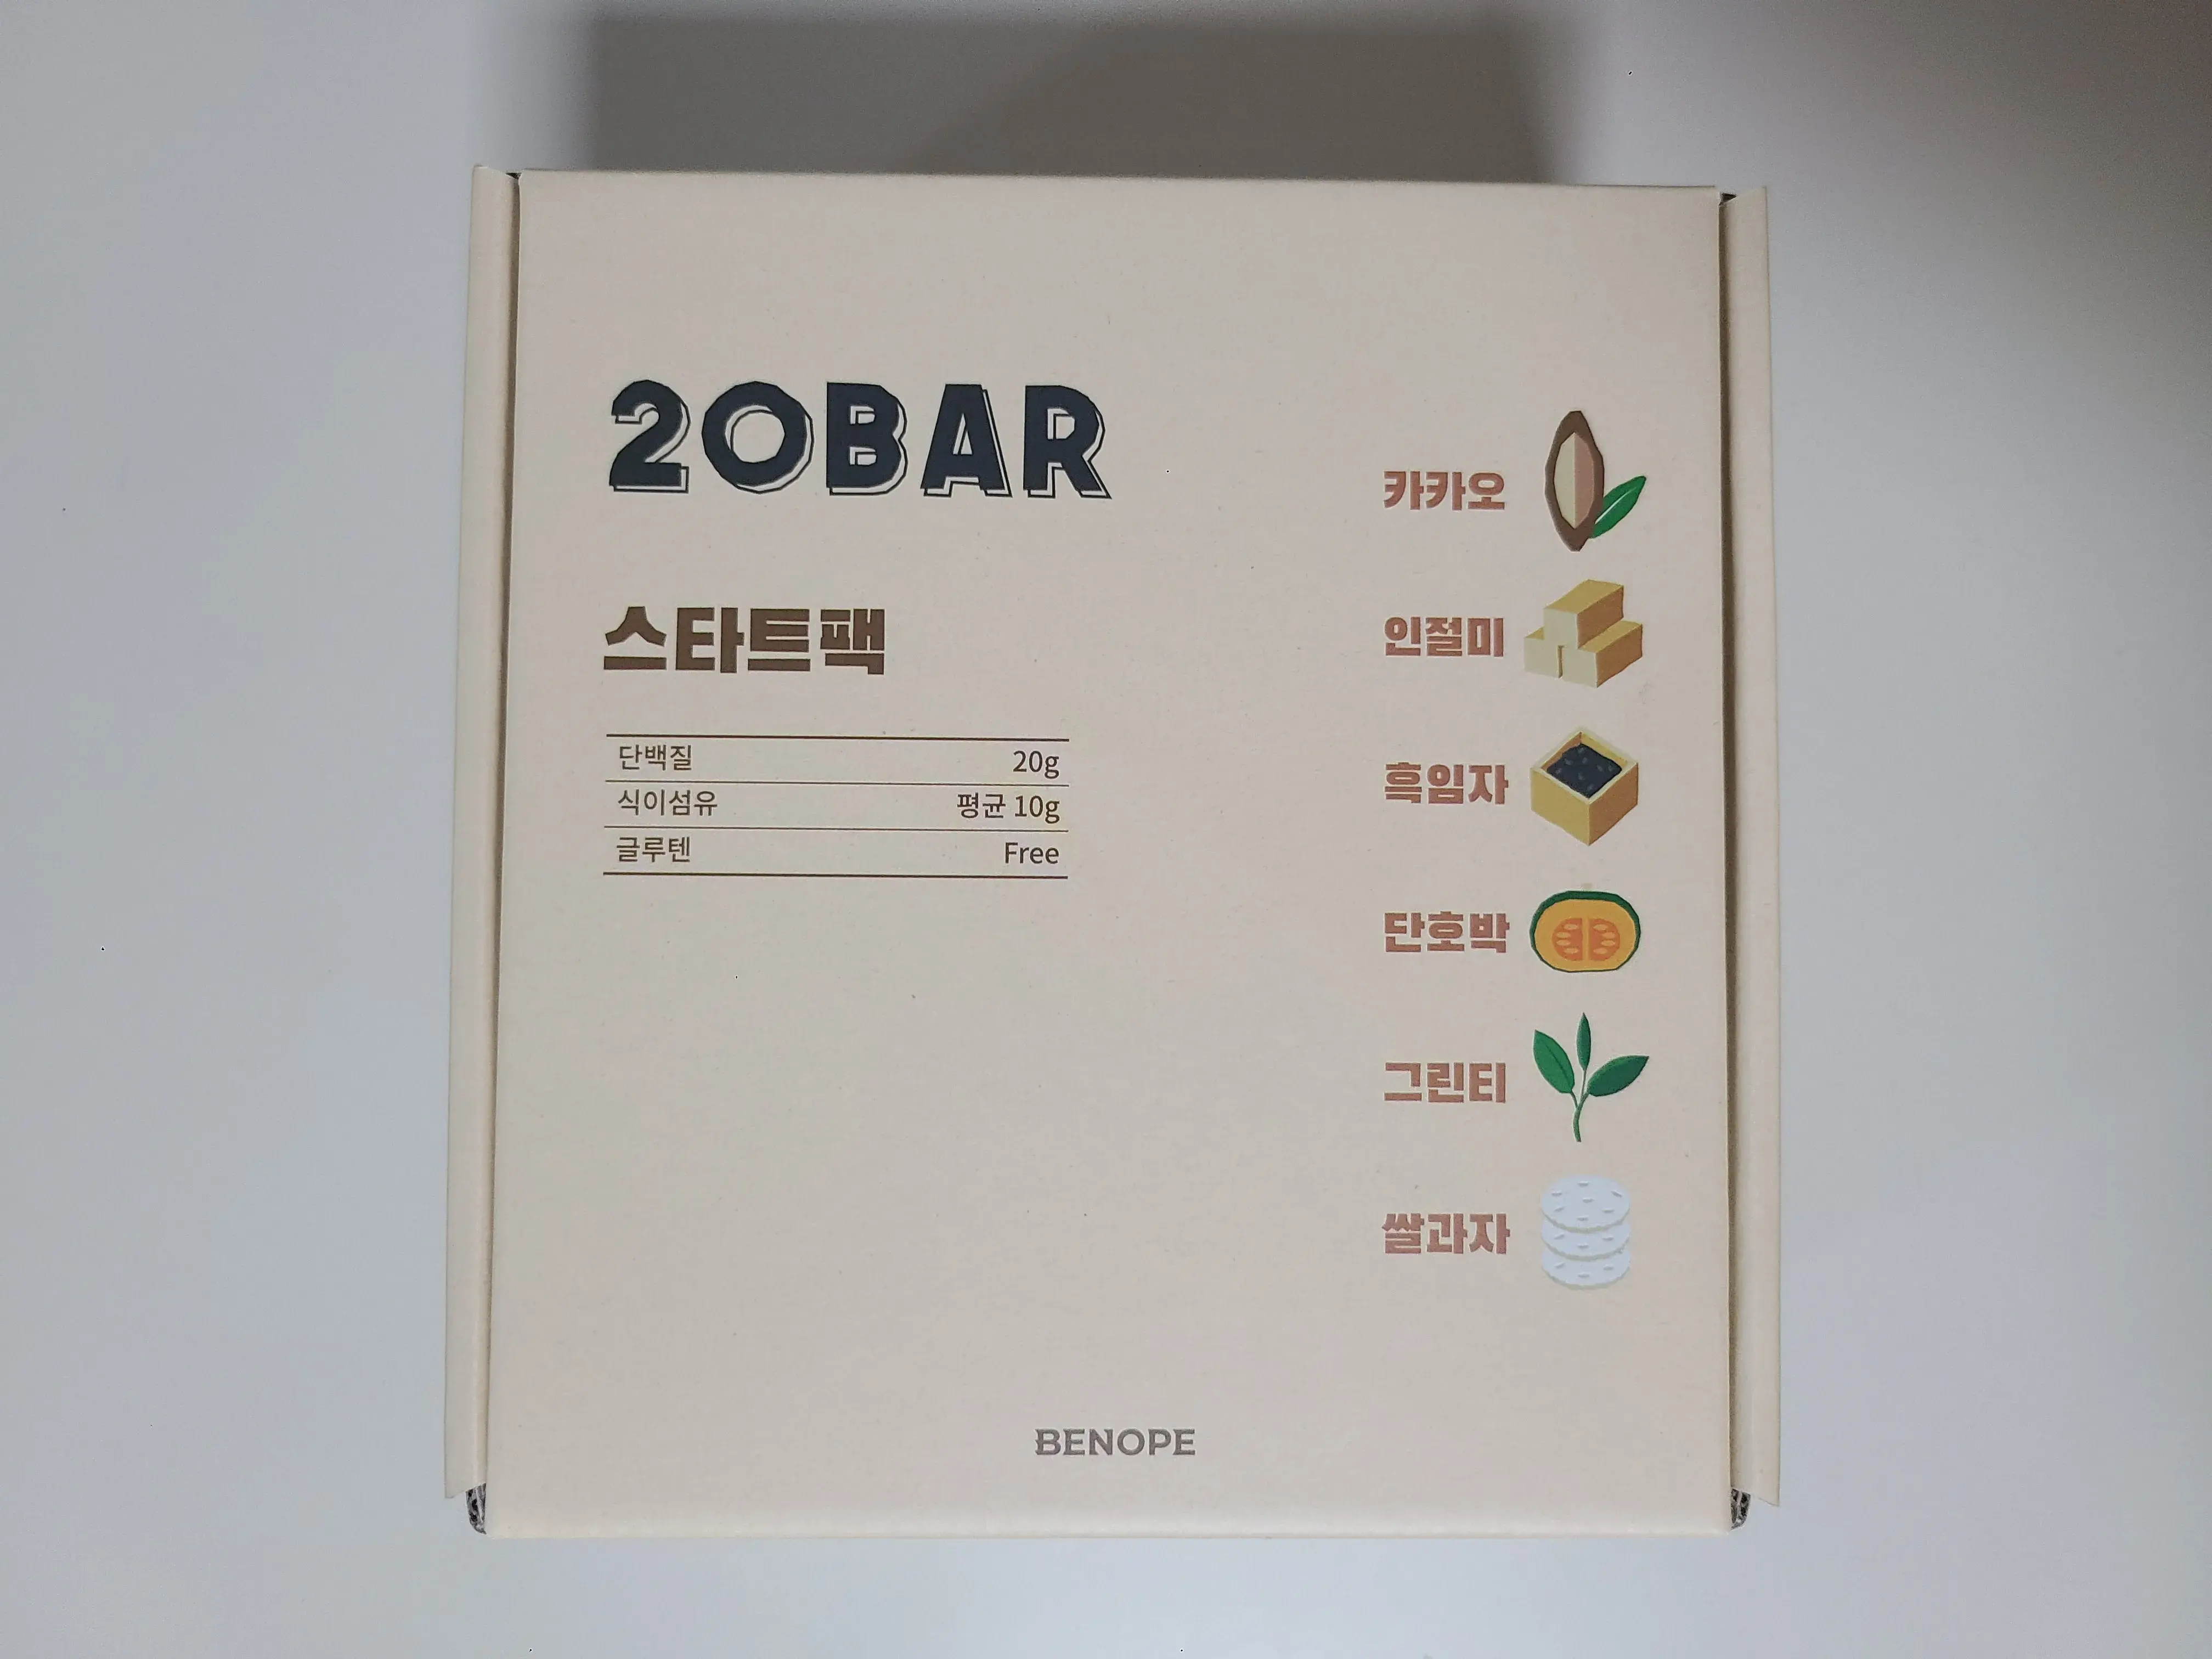 2OBAR
스타트팩
단백질 20g
식이섬유 평균 10g
글루텐 Free
카카오
인절미
흑임자
단호박
그린티
쌀과자
BENOPE